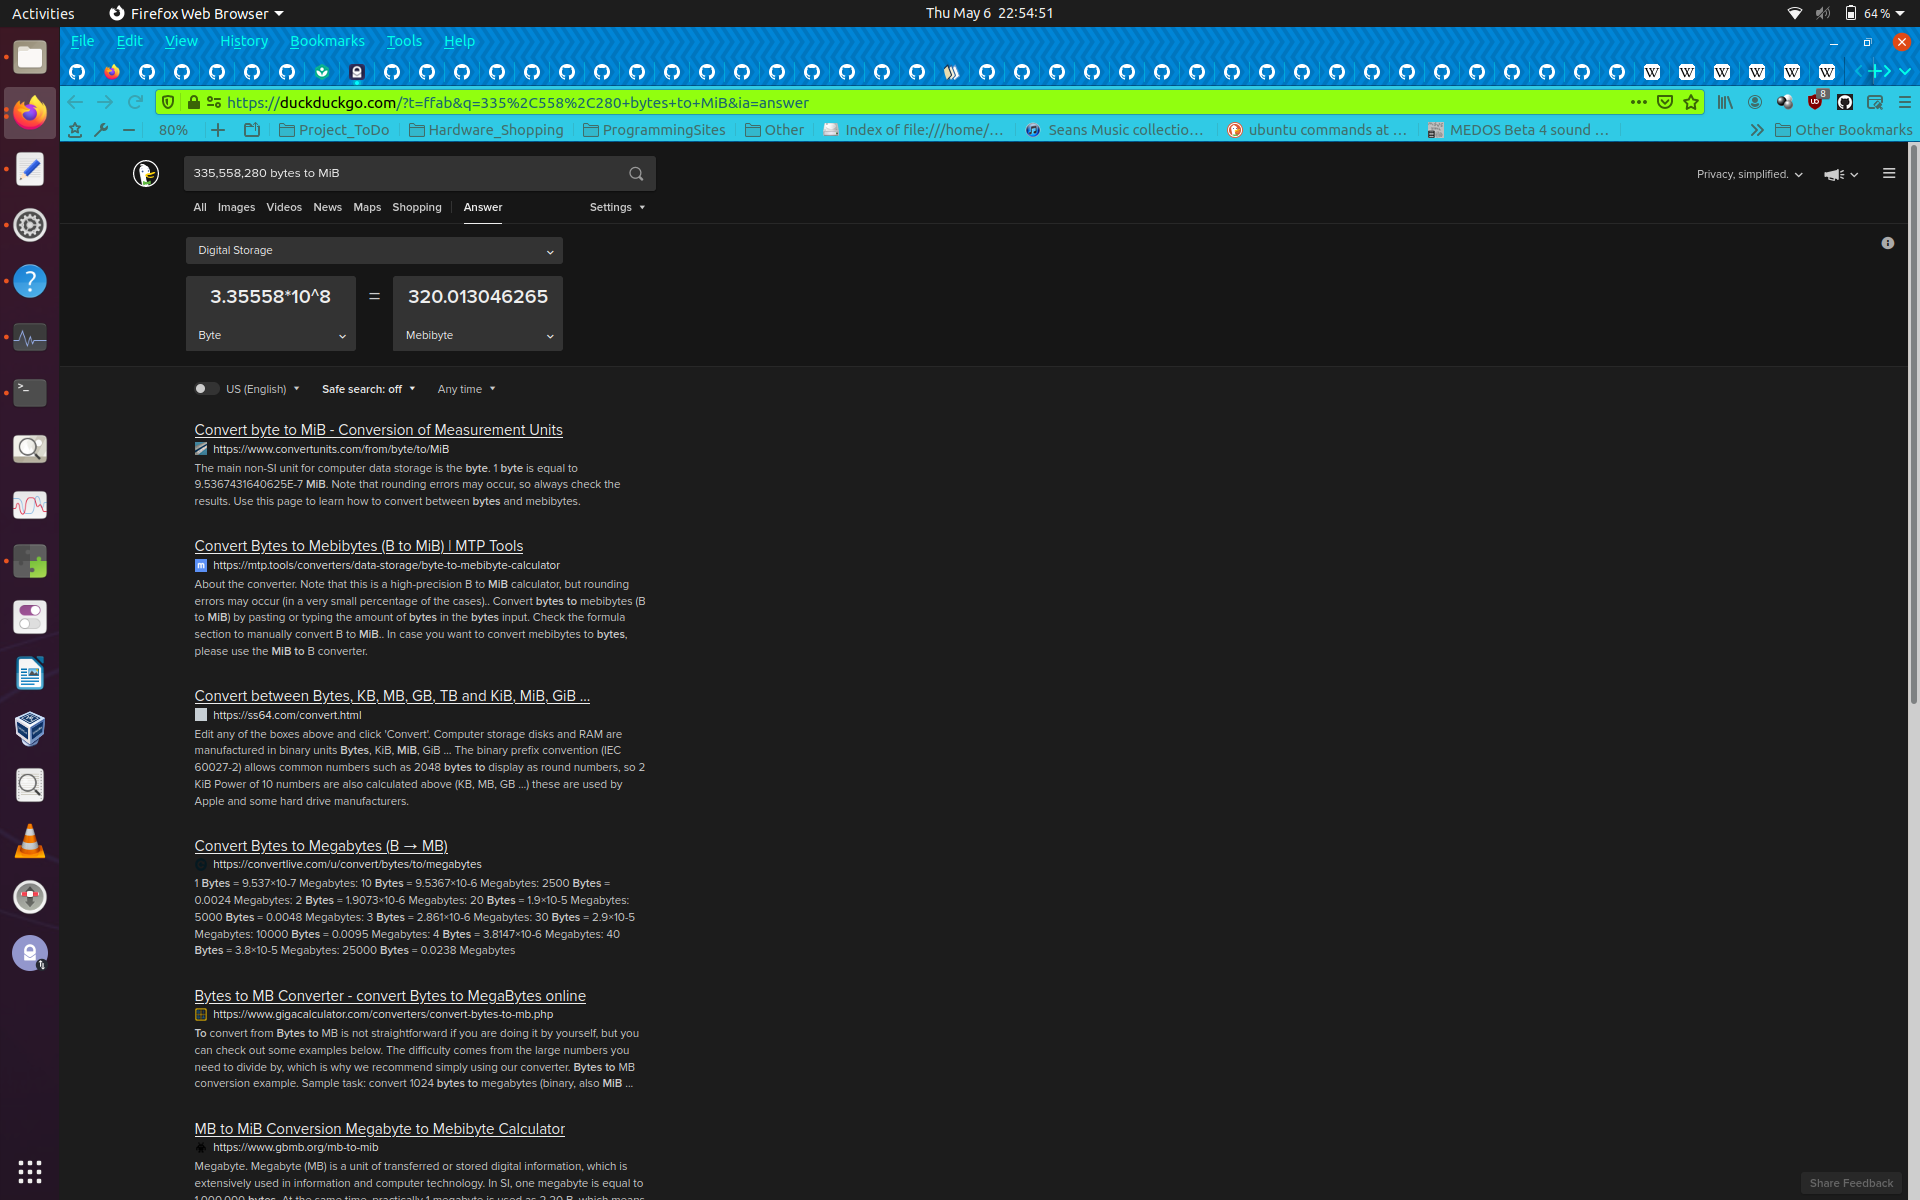 Activities Firefox Web Browser Thu May 6 22:54:51 64 %
File Edit View History Bookmarks Tools Help
https://duckduckgo.com/?t=ffab&q=335%2C558%2C280+bytes+to+MiB&ia=answer 8
80% Project_ToDo Hardware_Shopping ProgrammingSites Other Index of file:///home/... Seans Music collectio... ubuntu commands at ... MEDOS Beta 4 sound ... Other Bookmarks
335,558,280 bytes to MiB Privacy, simplified.
All Images Videos News Maps Shopping Answer Settings
Digital Storage
3.35558*10^8 = 320.013046265
Byte Mebibyte
US (English) Safe search: off Any time
Convert byte to MiB - Conversion of Measurement Units
https://www.convertunits.com/from/byte/to/MiB
The main non-SI unit for computer data storage is the byte. 1 byte is equal to
9.5367431640625E-7 MiB. Note that rounding errors may occur, so always check the
results. Use this page to learn how to convert between bytes and mebibytes.
Convert Bytes to Mebibytes (B to MiB) | MTP Tools
https://mtp.tools/converters/data-storage/byte-to-mebibyte-calculator
About the converter. Note that this is a high-precision B to MiB calculator, but rounding
errors may occur (in a very small percentage of the cases).. Convert bytes to mebibytes (B
to MiB) by pasting or typing the amount of bytes in the bytes input. Check the formula
section to manually convert B to MiB.. In case you want to convert mebibytes to bytes,
please use the MiB to B converter.
Convert between Bytes, KB, MB, GB, TB and KiB, MiB, GiB ...
https://ss64.com/convert.html
Edit any of the boxes above and click 'Convert'. Computer storage disks and RAM are
manufactured in binary units Bytes, KiB, MiB, GiB ... The binary prefix convention (IEC
60027-2) allows common numbers such as 2048 bytes to display as round numbers, so 2
KiB Power of 10 numbers are also calculated above (KB, MB, GB ...) these are used by
Apple and some hard drive manufacturers.
Convert Bytes to Megabytes (B → MB)
https://convertlive.com/u/convert/bytes/to/megabytes
1 Bytes = 9.537×10-7 Megabytes: 10 Bytes = 9.5367×10-6 Megabytes: 2500 Bytes =
0.0024 Megabytes: 2 Bytes = 1.9073×10-6 Megabytes: 20 Bytes = 1.9×10-5 Megabytes:
5000 Bytes = 0.0048 Megabytes: 3 Bytes = 2.861×10-6 Megabytes: 30 Bytes = 2.9×10-5
Megabytes: 10000 Bytes = 0.0095 Megabytes: 4 Bytes = 3.8147×10-6 Megabytes: 40
Bytes = 3.8×10-5 Megabytes: 25000 Bytes = 0.0238 Megabytes
Bytes to MB Converter - convert Bytes to MegaBytes online
https://www.gigacalculator.com/converters/convert-bytes-to-mb.php
To convert from Bytes to MB is not straightforward if you are doing it by yourself, but you
can check out some examples below. The difficulty comes from the large numbers you
need to divide by, which is why we recommend simply using our converter. Bytes to MB
conversion example. Sample task: convert 1024 bytes to megabytes (binary, also MiB ...
MB to MiB Conversion Megabyte to Mebibyte Calculator
https://www.gbmb.org/mb-to-mib
Megabyte. Megabyte (MB) is a unit of transferred or stored digital information, which is
extensively used in information and computer technology. In SI, one megabyte is equal to
1,000,000 bytes. At the same time, practically 1 megabyte is used as 2 20 B, which means
Share Feedback